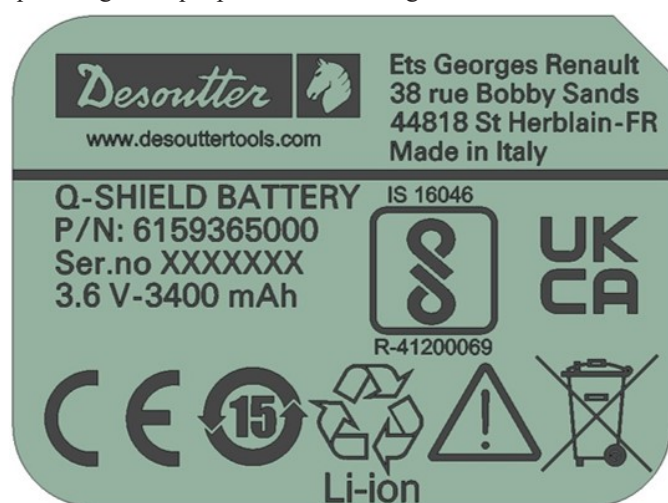 Desoutter
www.desouttertools.com
Ets Georges Renault
38 rue Bobby Sands
44818 St Herblain-FR
Made in Italy
Q-SHIELD BATTERY
P/N: 6159365000
Ser.no XXXXXXX
3.6 V-3400 mAh
IS 16046
R-41200069
UK
CA
CE
15
Li-ion